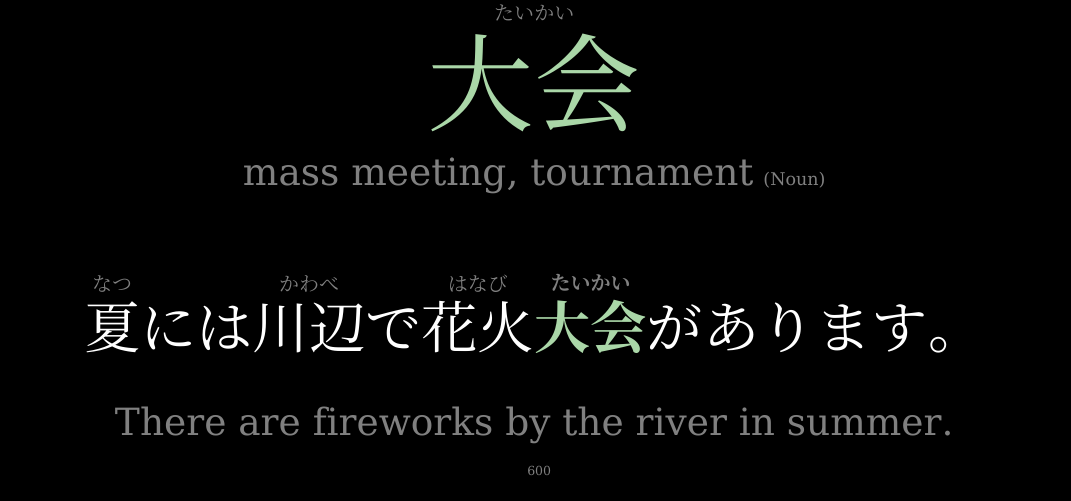 たいかい
大会
mass meeting, tournament (Noun)
なつ かわべ はなび たいかい
夏には川辺で花火大会があります。
There are fireworks by the river in summer.
600